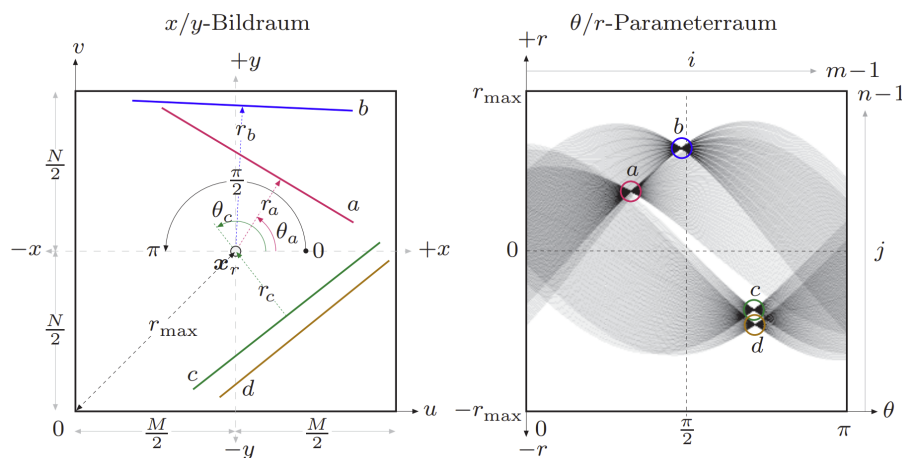 x/y-Bildraum
v
+y
b
r_b
N/2
π/2
a
r_a
θ_c
θ_a
−x
π
0
+x
x_r
r_c
N/2
r_max
c
d
0
M/2
M/2
u
−y
θ/r-Parameterraum
+r
i
m−1
r_max
n−1
b
a
0
j
c
d
−r_max
0
π/2
π
θ
−r